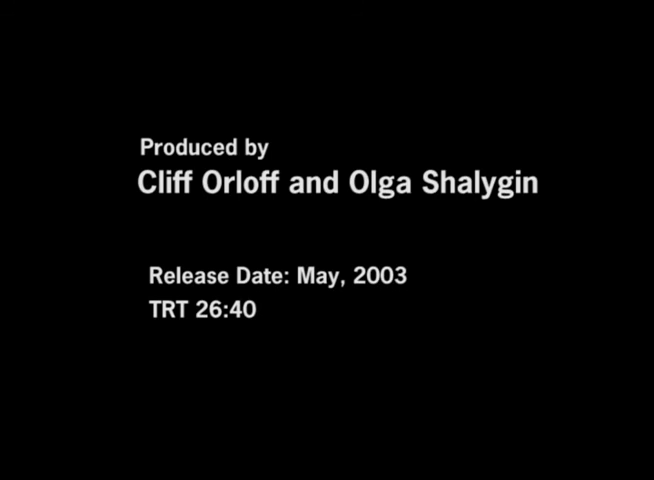 Produced by
Cliff Orloff and Olga Shalygin
Release Date: May, 2003
TRT 26:40